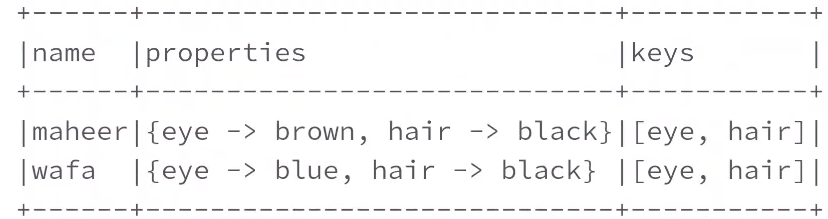 +------+-----------------------------+-----------+
|name  |properties                   |keys       |
+------+-----------------------------+-----------+
|maheer|{eye -> brown, hair -> black}|[eye, hair]|
|wafa  |{eye -> blue, hair -> black} |[eye, hair]|
+------+-----------------------------+-----------+